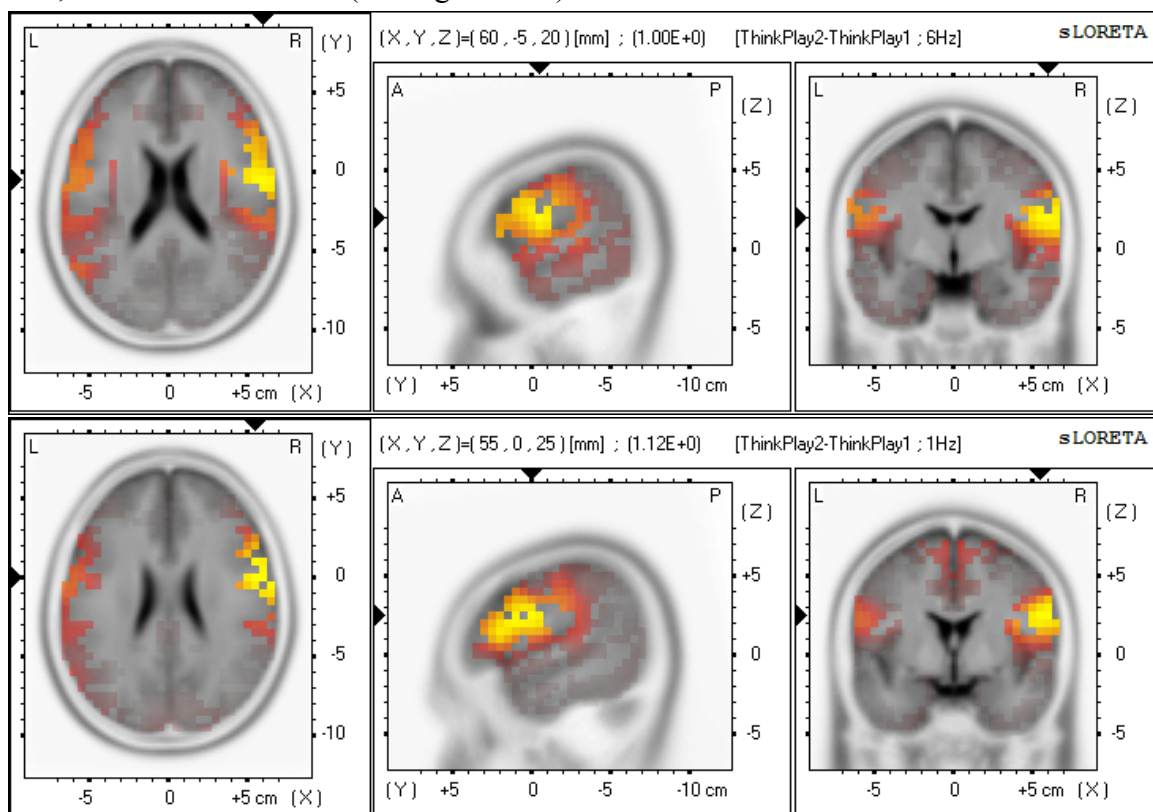 L R (Y) (X,Y,Z)=(60,-5,20)[mm] ; (1.00E+0) [ThinkPlay2-ThinkPlay1 ; 6Hz] sLORETA
A P (Z) L R (Z)
+5 0 -5 -10
+5 0 -5
+5 0 -5
-5 0 +5 cm (X) (Y) +5 0 -5 -10 cm -5 0 +5 cm (X)
L R (Y) (X,Y,Z)=(55,0,25)[mm] ; (1.12E+0) [ThinkPlay2-ThinkPlay1 ; 1Hz] sLORETA
A P (Z) L R (Z)
+5 0 -5 -10
+5 0 -5
+5 0 -5
-5 0 +5 cm (X) (Y) +5 0 -5 -10 cm -5 0 +5 cm (X)